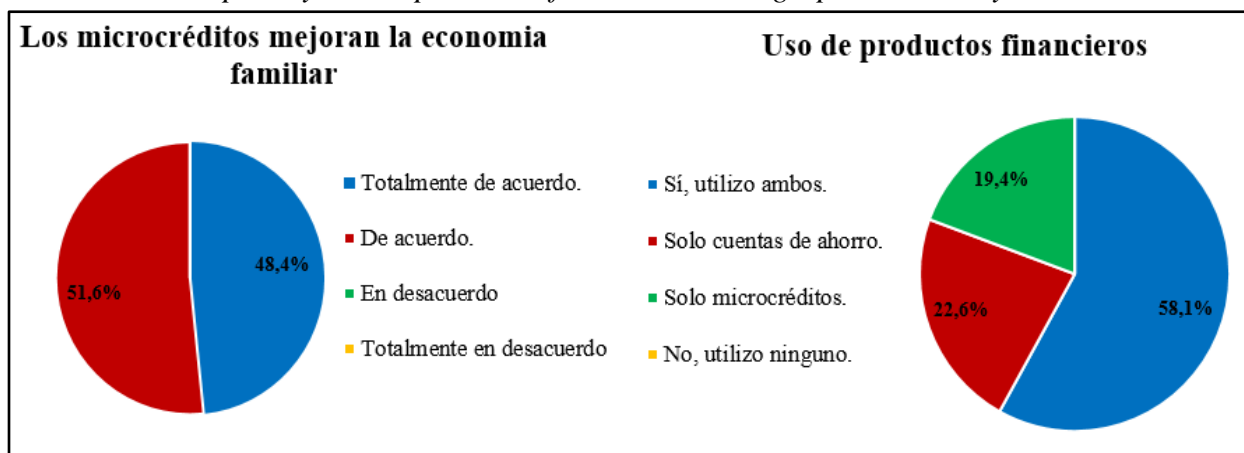 Los microcréditos mejoran la economia
familiar
Totalmente de acuerdo.
De acuerdo.
En desacuerdo
Totalmente en desacuerdo
48,4%
51,6%
Uso de productos financieros
Sí, utilizo ambos.
Solo cuentas de ahorro.
Solo microcréditos.
No, utilizo ninguno.
19,4%
22,6%
58,1%